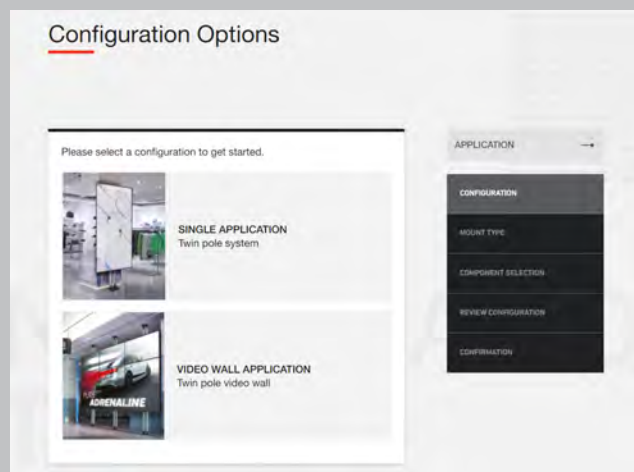 Configuration Options
Please select a configuration to get started.
SINGLE APPLICATION
Twin pole system
ADRENALINE
VIDEO WALL APPLICATION
Twin pole video wall
APPLICATION →
CONFIGURATION
MOUNT TYPE
COMPONENT SELECTION
REVIEW CONFIGURATION
CONFIRMATION